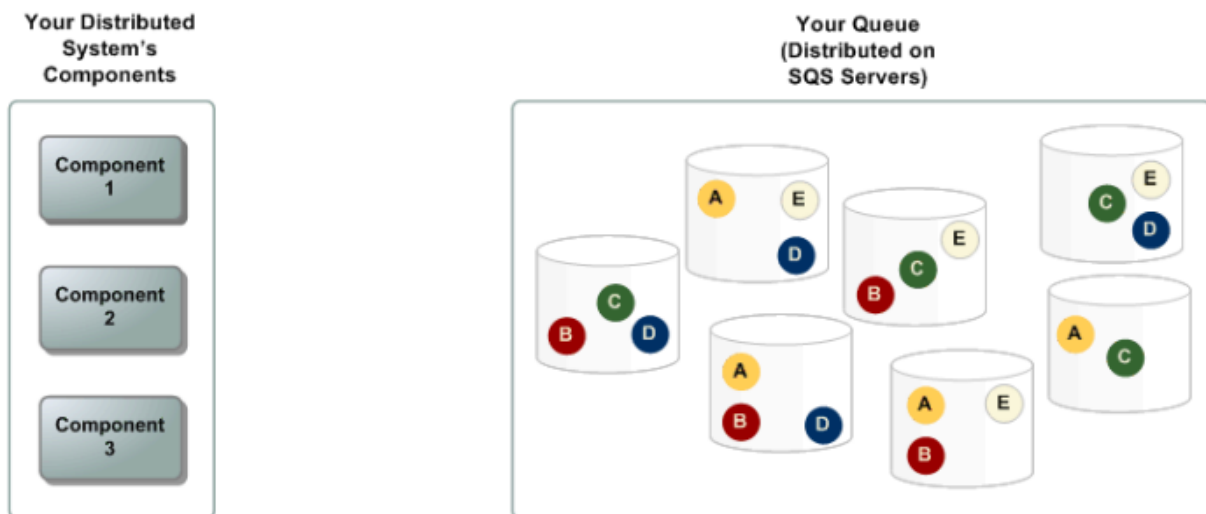 Your Distributed
System's
Components
Your Queue
(Distributed on
SQS Servers)
Component
1
Component
2
Component
3
C
B
D
A
E
D
A
B
D
E
C
B
A
E
B
E
C
D
A
C